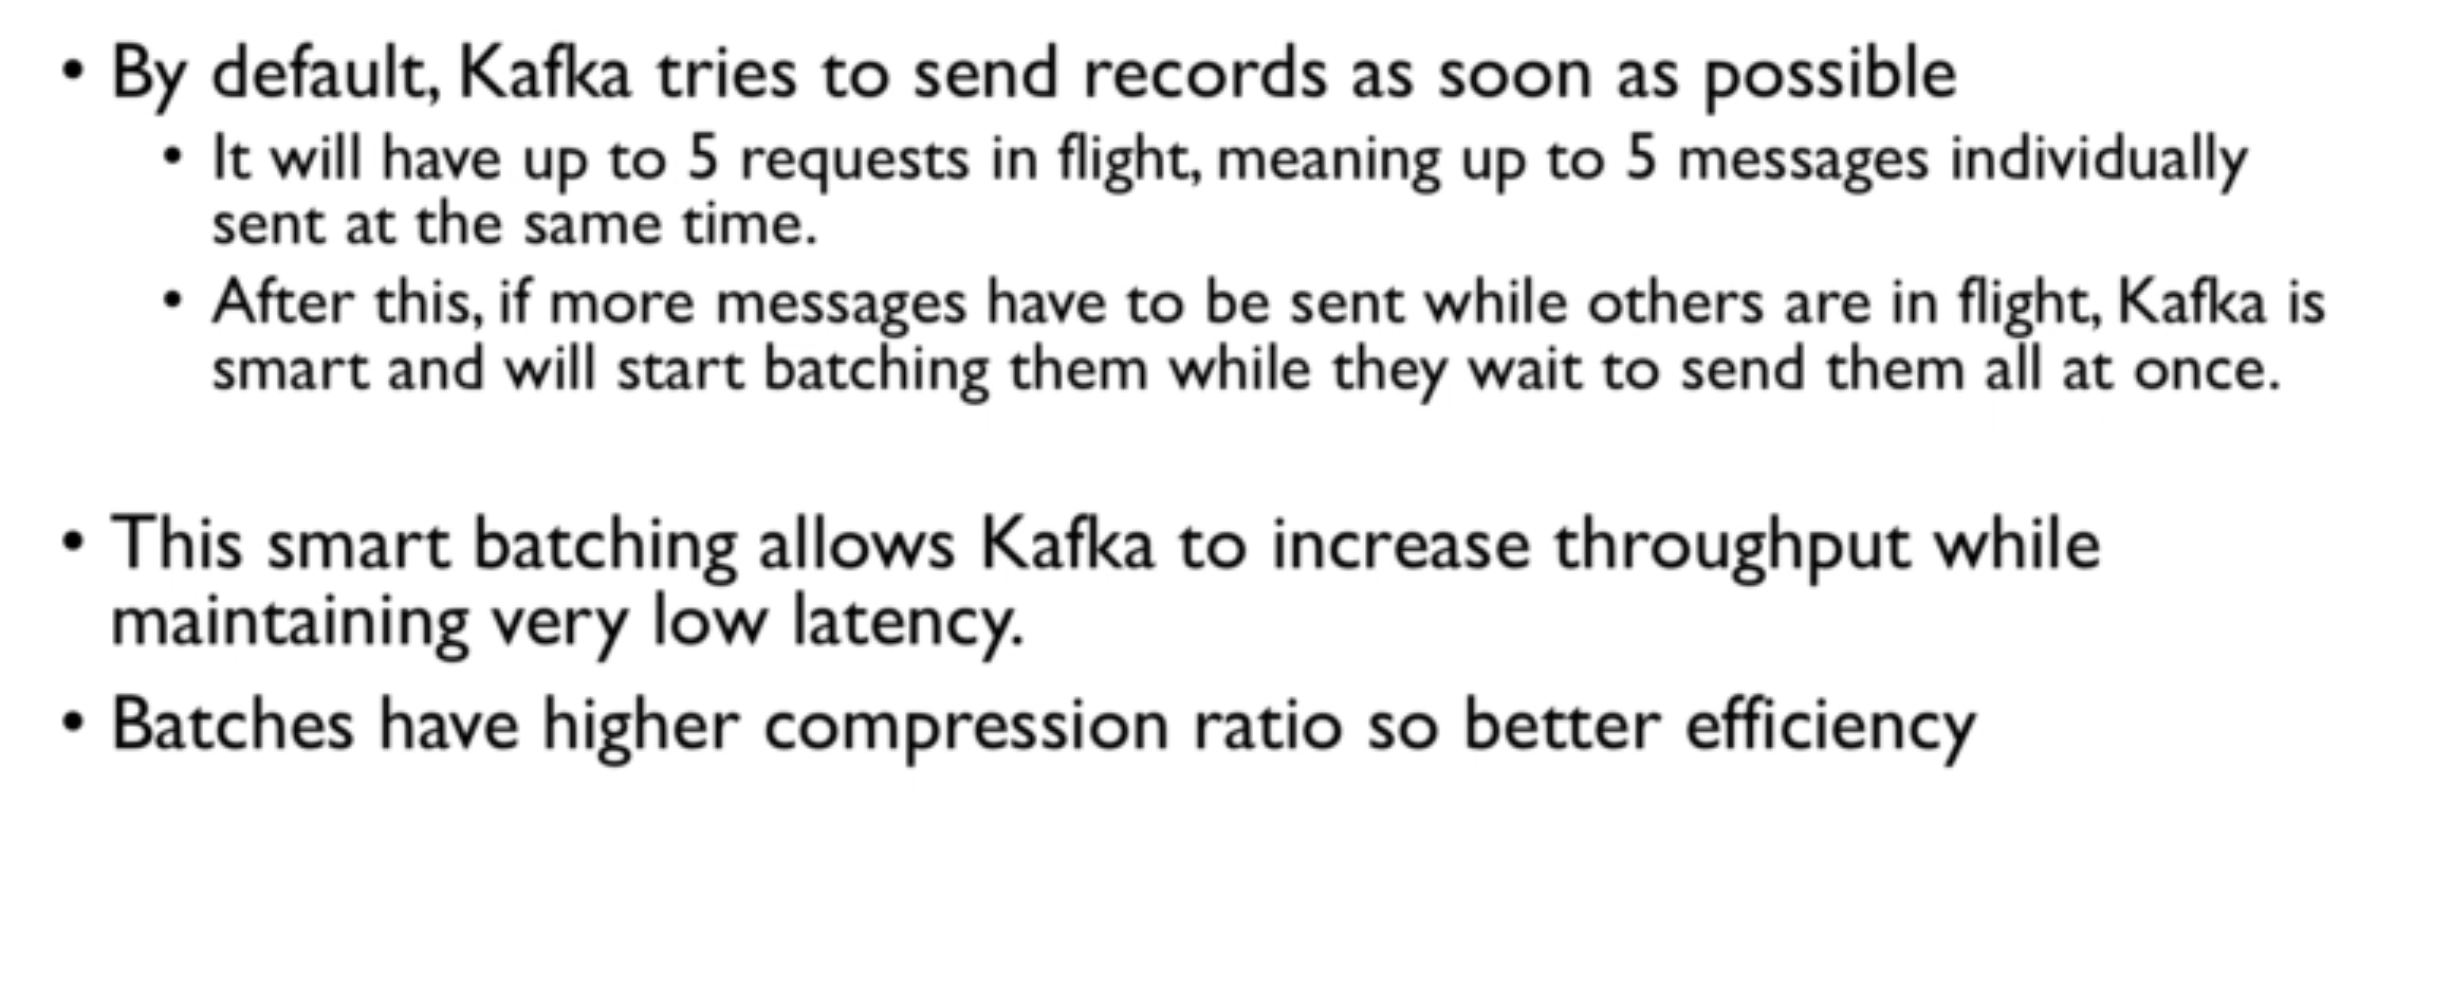 • By default, Kafka tries to send records as soon as possible
• It will have up to 5 requests in flight, meaning up to 5 messages individually
sent at the same time.
• After this, if more messages have to be sent while others are in flight, Kafka is
smart and will start batching them while they wait to send them all at once.
• This smart batching allows Kafka to increase throughput while
maintaining very low latency.
• Batches have higher compression ratio so better efficiency